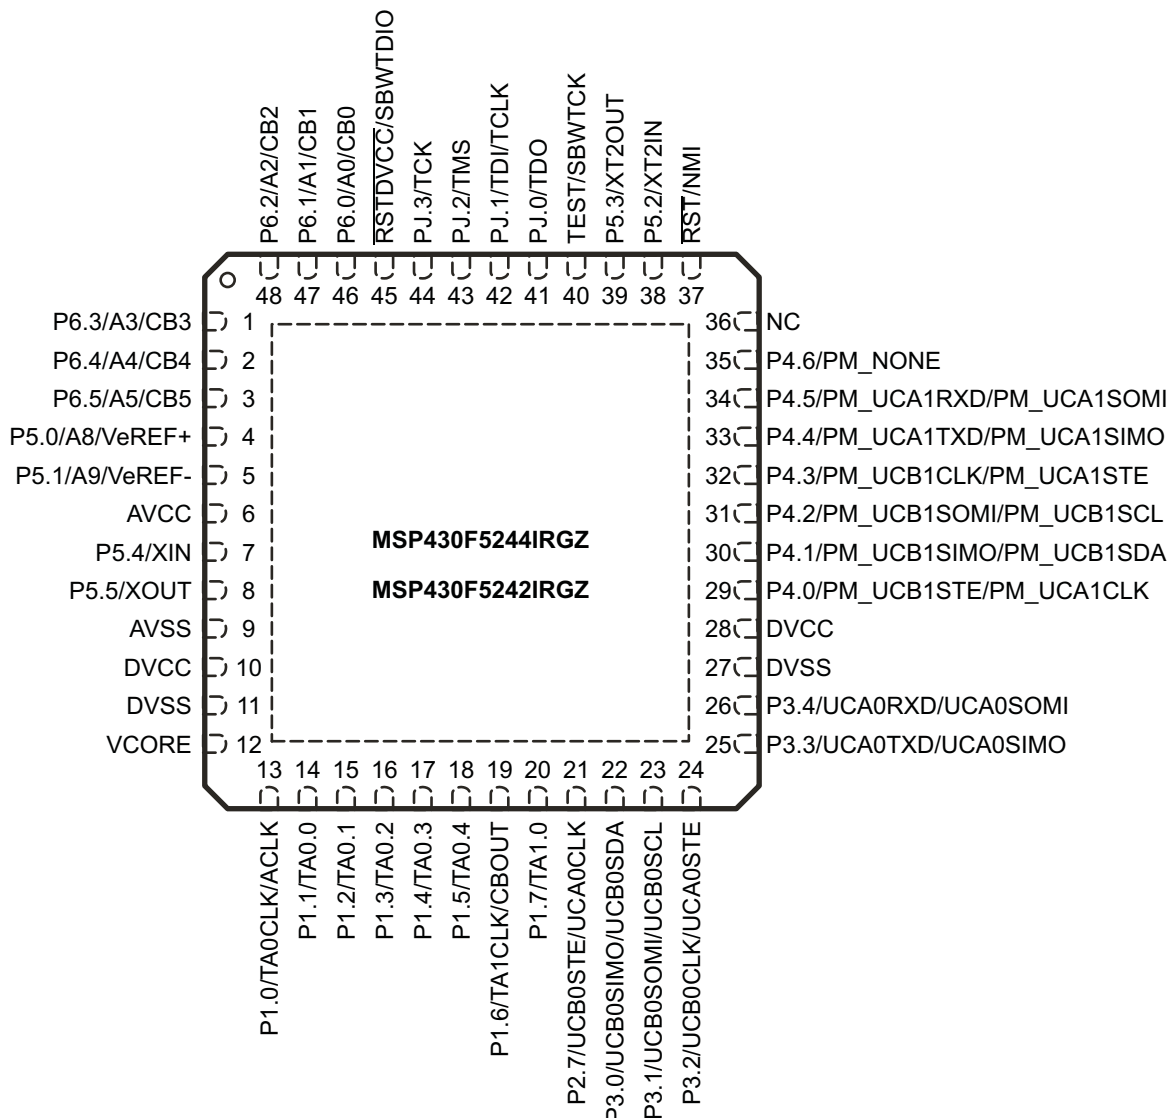 P6.2/A2/CB2
P6.1/A1/CB1
P6.0/A0/CB0
RSTDVCC/SBWTDIO
PJ.3/TCK
PJ.2/TMS
PJ.1/TDI/TCLK
PJ.0/TDO
TEST/SBWTCK
P5.3/XT2OUT
P5.2/XT2IN
RST/NMI
48 47 46 45 44 43 42 41 40 39 38 37
P6.3/A3/CB3 1
P6.4/A4/CB4 2
P6.5/A5/CB5 3
P5.0/A8/VeREF+ 4
P5.1/A9/VeREF- 5
AVCC 6
P5.4/XIN 7
P5.5/XOUT 8
AVSS 9
DVCC 10
DVSS 11
VCORE 12
MSP430F5244IRGZ
MSP430F5242IRGZ
36 NC
35 P4.6/PM_NONE
34 P4.5/PM_UCA1RXD/PM_UCA1SOMI
33 P4.4/PM_UCA1TXD/PM_UCA1SIMO
32 P4.3/PM_UCB1CLK/PM_UCA1STE
31 P4.2/PM_UCB1SOMI/PM_UCB1SCL
30 P4.1/PM_UCB1SIMO/PM_UCB1SDA
29 P4.0/PM_UCB1STE/PM_UCA1CLK
28 DVCC
27 DVSS
26 P3.4/UCA0RXD/UCA0SOMI
25 P3.3/UCA0TXD/UCA0SIMO
13 14 15 16 17 18 19 20 21 22 23 24
P1.0/TA0CLK/ACLK
P1.1/TA0.0
P1.2/TA0.1
P1.3/TA0.2
P1.4/TA0.3
P1.5/TA0.4
P1.6/TA1CLK/CBOUT
P1.7/TA1.0
P2.7/UCB0STE/UCA0CLK
P3.0/UCB0SIMO/UCB0SDA
P3.1/UCB0SOMI/UCB0SCL
P3.2/UCB0CLK/UCA0STE